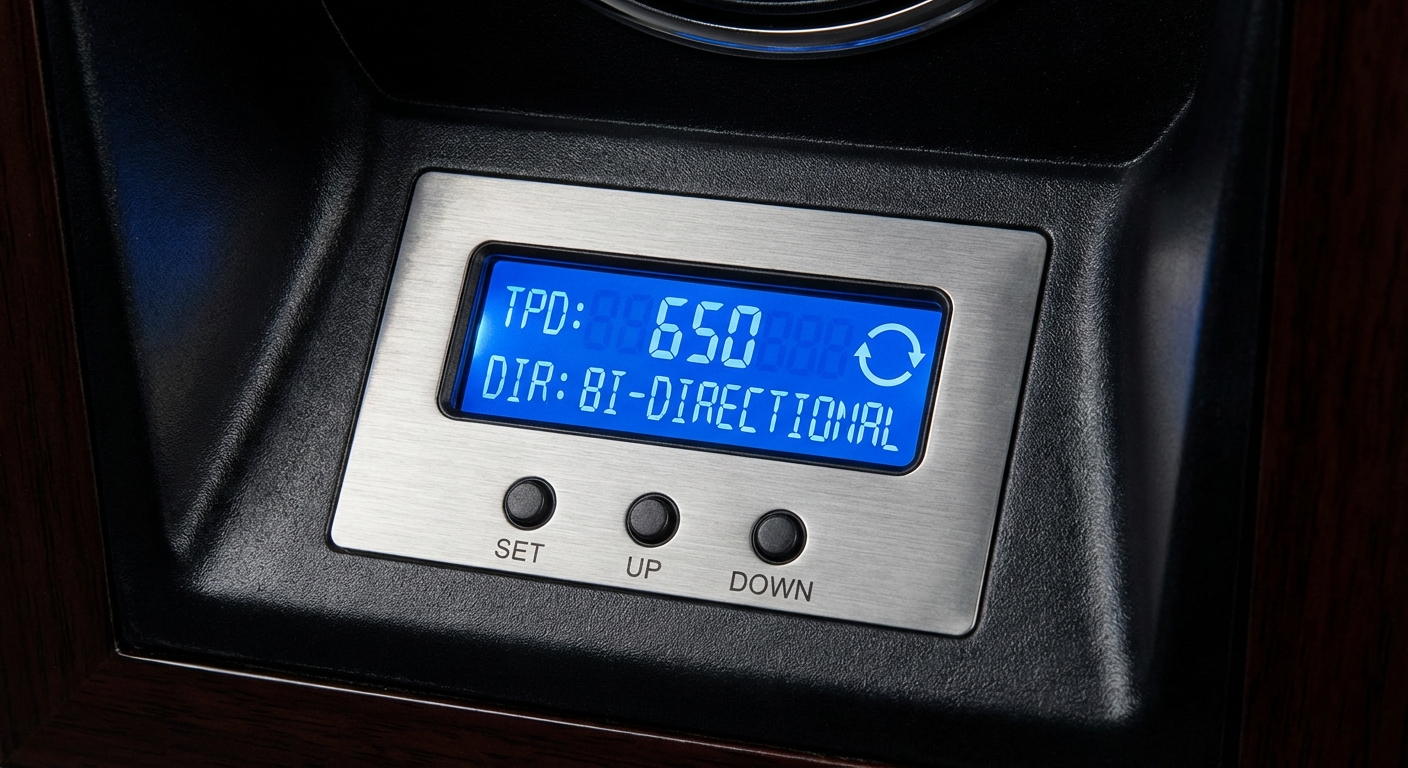 TPD: 650
DIR: BI-DIRECTIONAL
SET UP DOWN